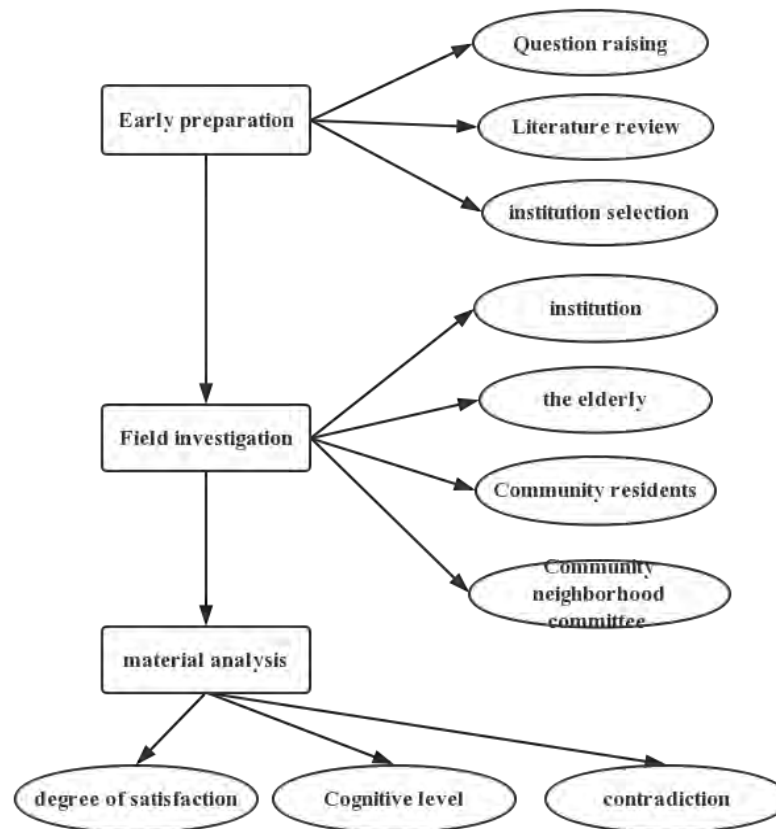 Question raising
Early preparation
Literature review
institution selection
institution
the elderly
Field investigation
Community residents
Community
neighborhood
committee
material analysis
degree of satisfaction
Cognitive level
contradiction